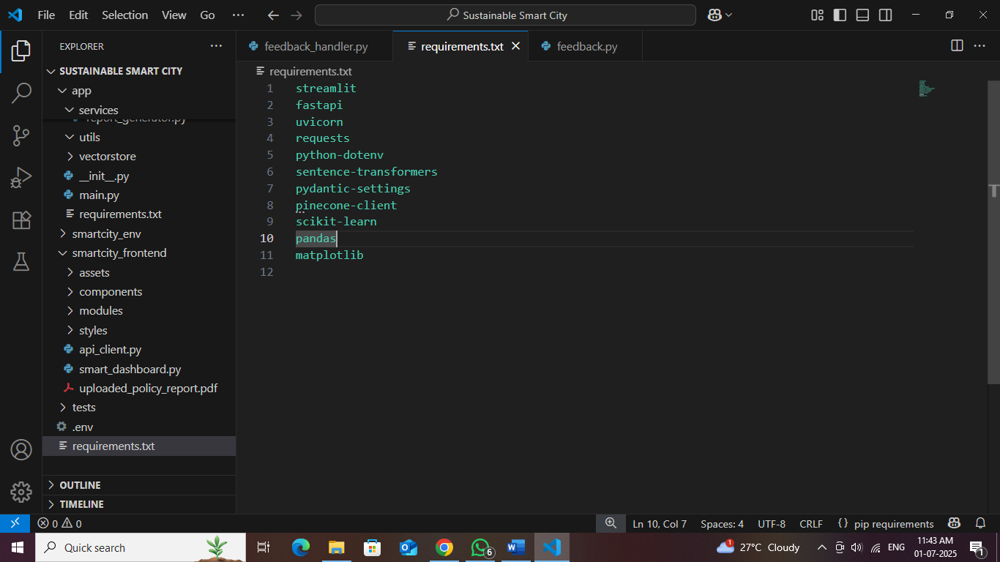 File Edit Selection View Go ··· Sustainable Smart City
EXPLORER ···
SUSTAINABLE SMART CITY
app
services
report_generator.py
utils
vectorstore
__init__.py
main.py
requirements.txt
smartcity_env
smartcity_frontend
assets
components
modules
styles
api_client.py
smart_dashboard.py
uploaded_policy_report.pdf
tests
.env
requirements.txt
OUTLINE
TIMELINE
feedback_handler.py requirements.txt feedback.py
requirements.txt
1 streamlit
2 fastapi
3 uvicorn
4 requests
5 python-dotenv
6 sentence-transformers
7 pydantic-settings
8 pinecone-client
9 scikit-learn
10 pandas
11 matplotlib
12
0 0 Ln 10, Col 7 Spaces: 4 UTF-8 CRLF {} pip requirements
Quick search 6 27°C Cloudy 1 ENG 11:43 AM 1
01-07-2025